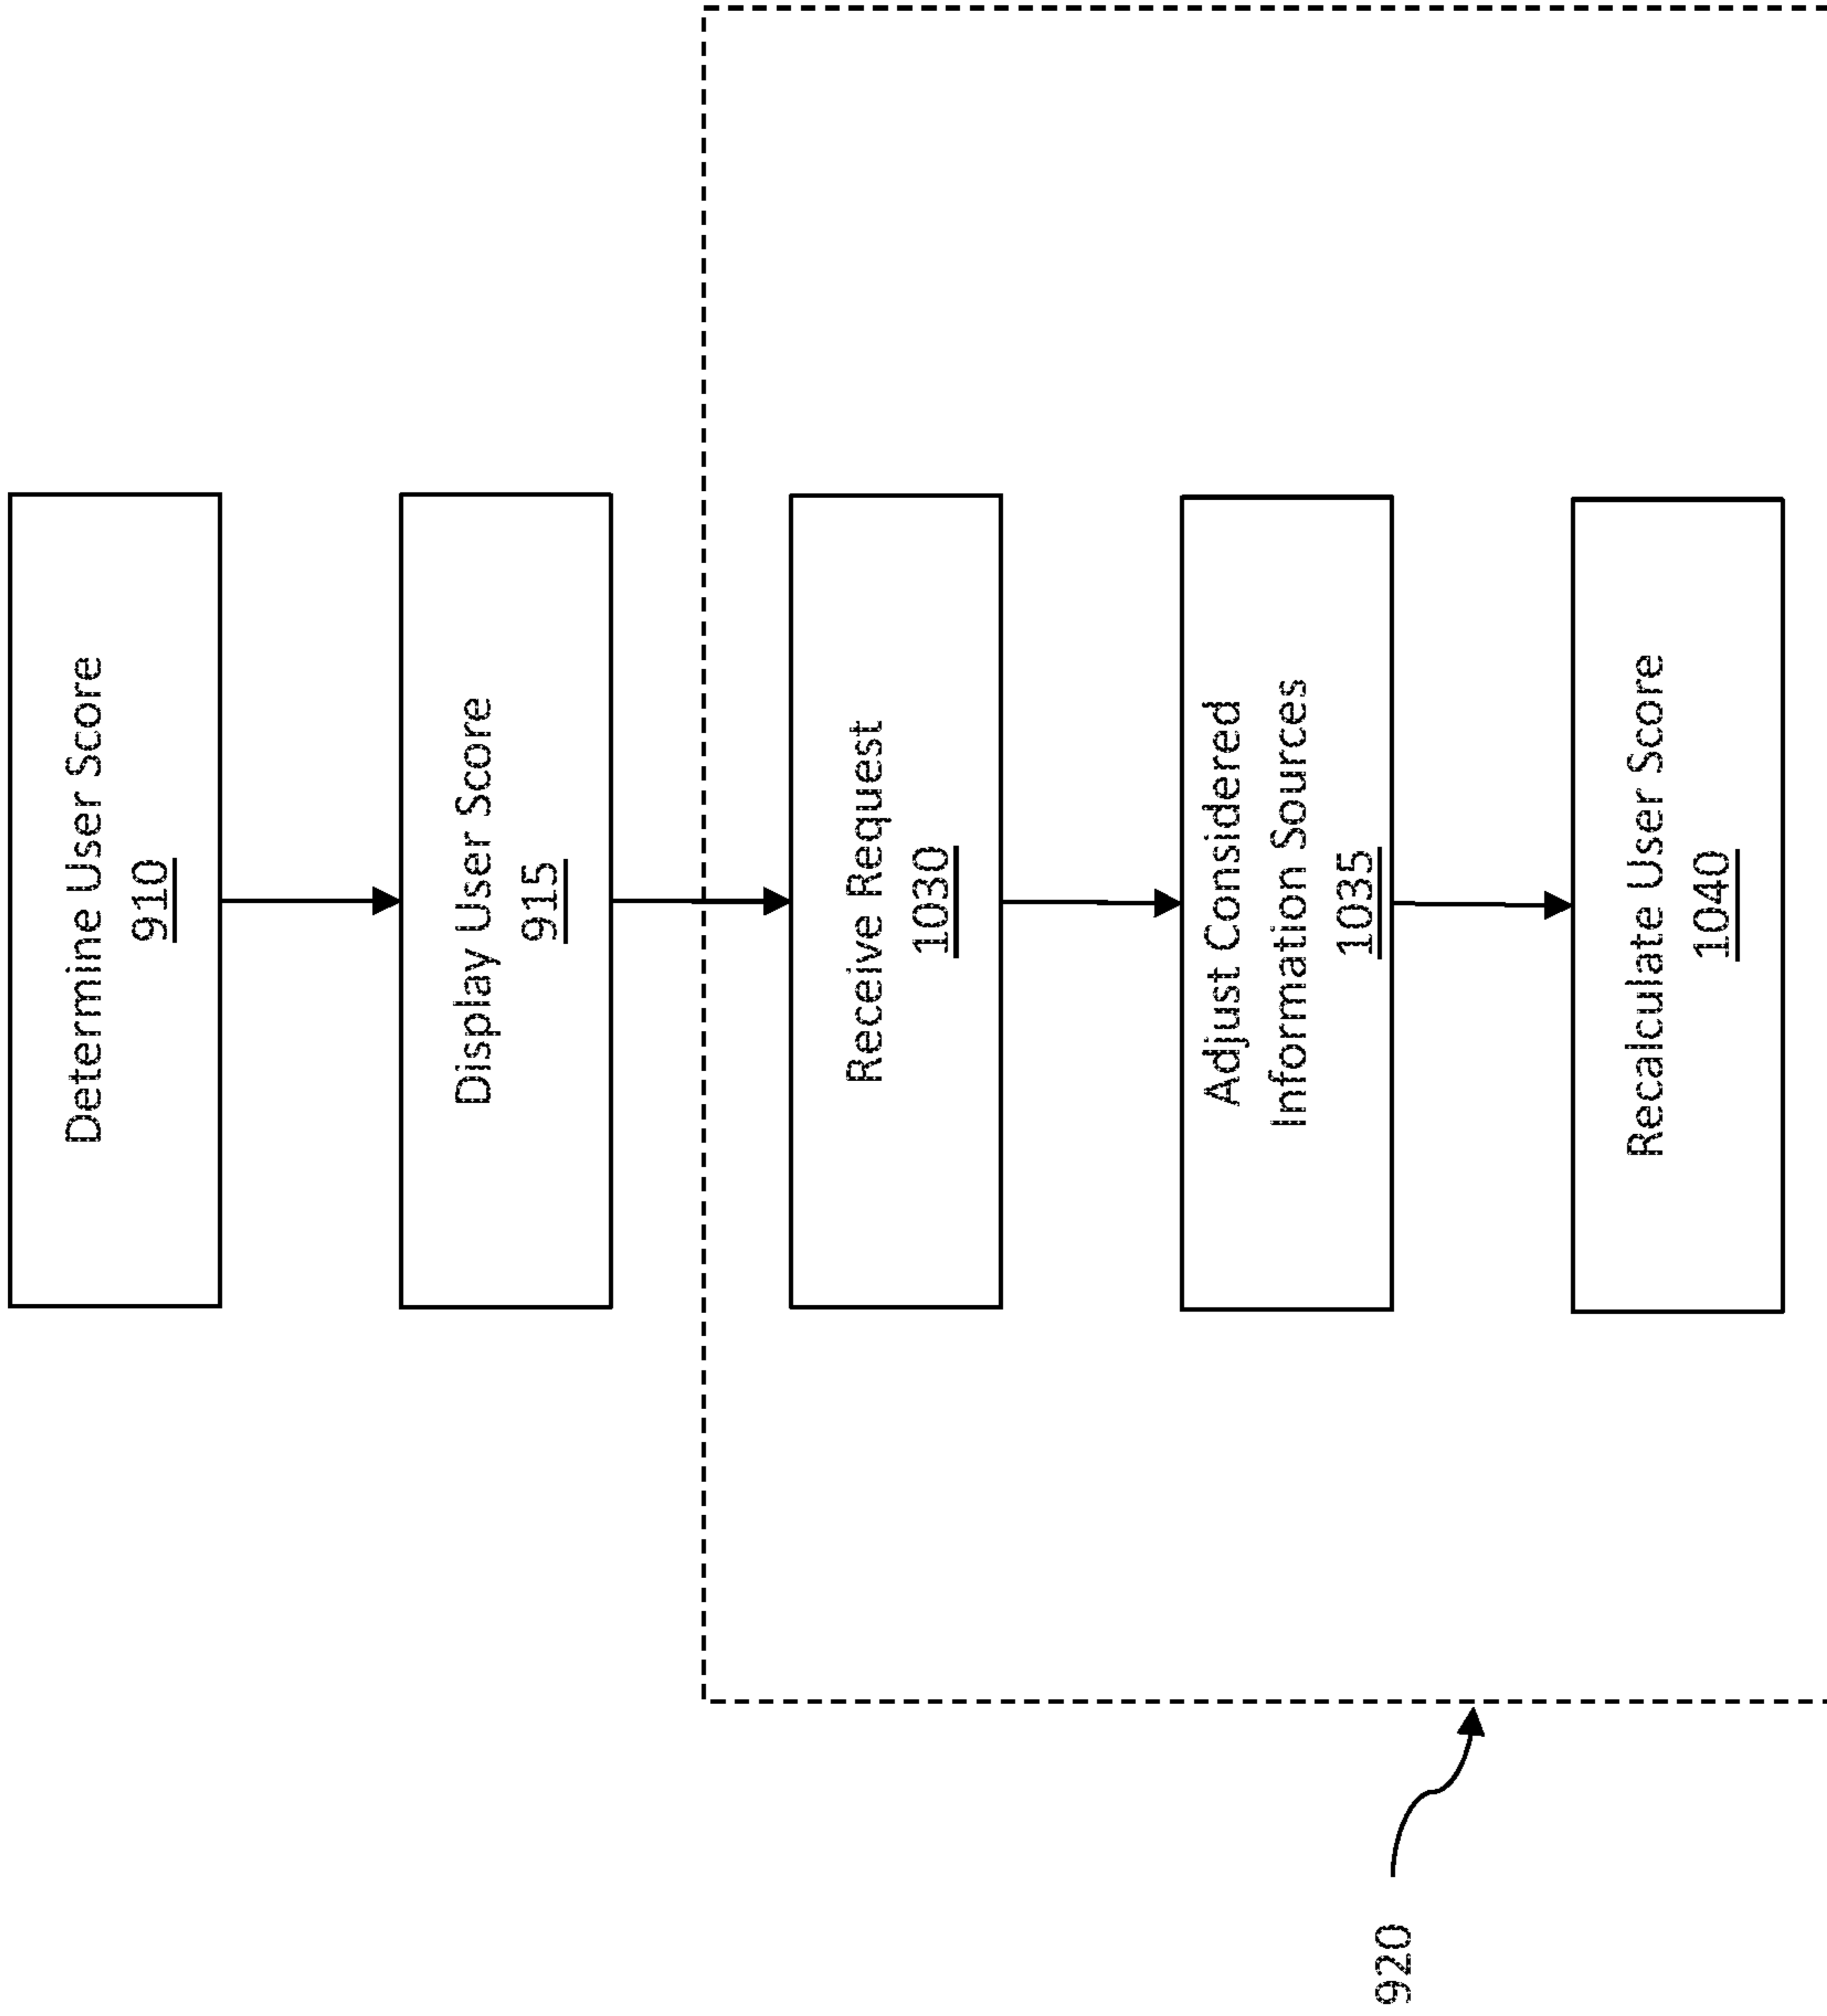 Determine User Score
910
Display User Score
915
Receive Request
1030
Adjust Considered
Information Sources
1035
Recalculate User Score
1040
920